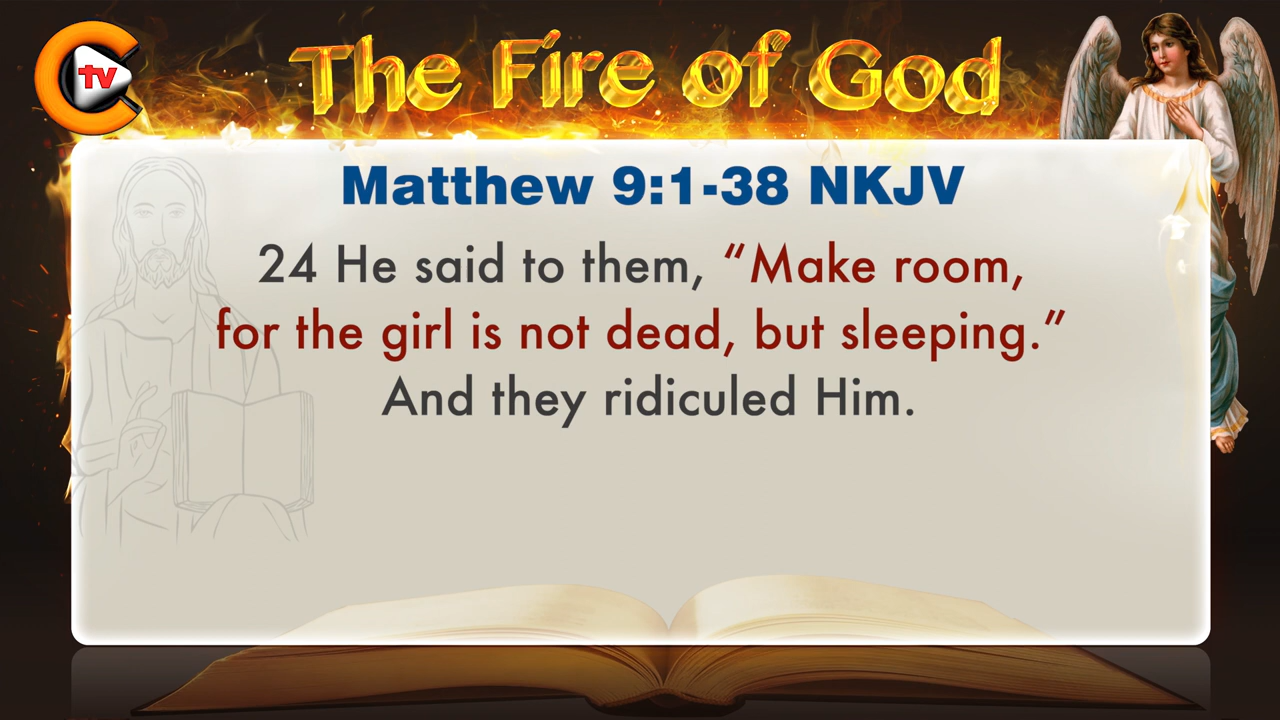 tv
The Fire of God
Matthew 9:1-38 NKJV
24 He said to them, “Make room,
for the girl is not dead, but sleeping.”
And they ridiculed Him.